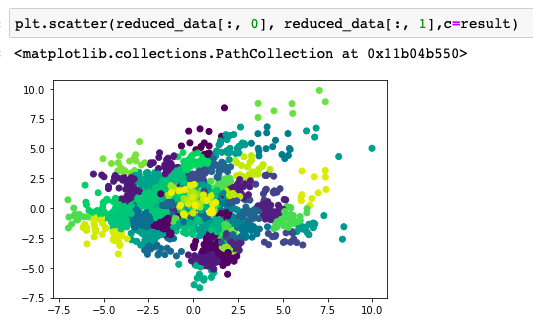 plt.scatter(reduced_data[:, 0], reduced_data[:, 1],c=result)
<matplotlib.collections.PathCollection at 0x11b04b550>
10.0
7.5
5.0
2.5
0.0
−2.5
−5.0
−7.5
−7.5 −5.0 −2.5 0.0 2.5 5.0 7.5 10.0